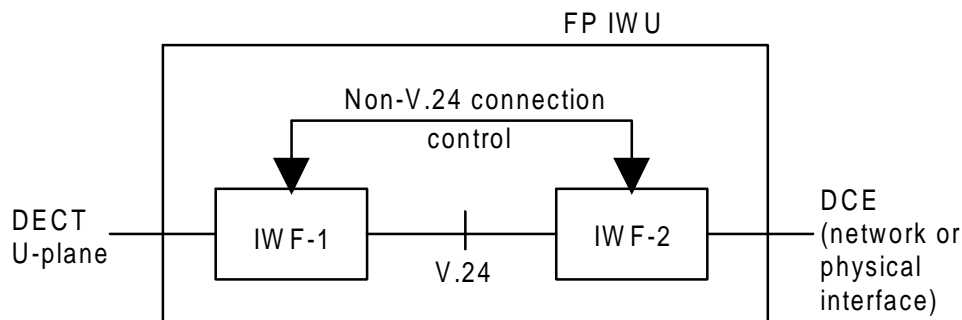 FP IWU
Non-V.24 connection
control
DECT
U-plane
IWF-1
V.24
IWF-2
DCE
(network or
physical
interface)